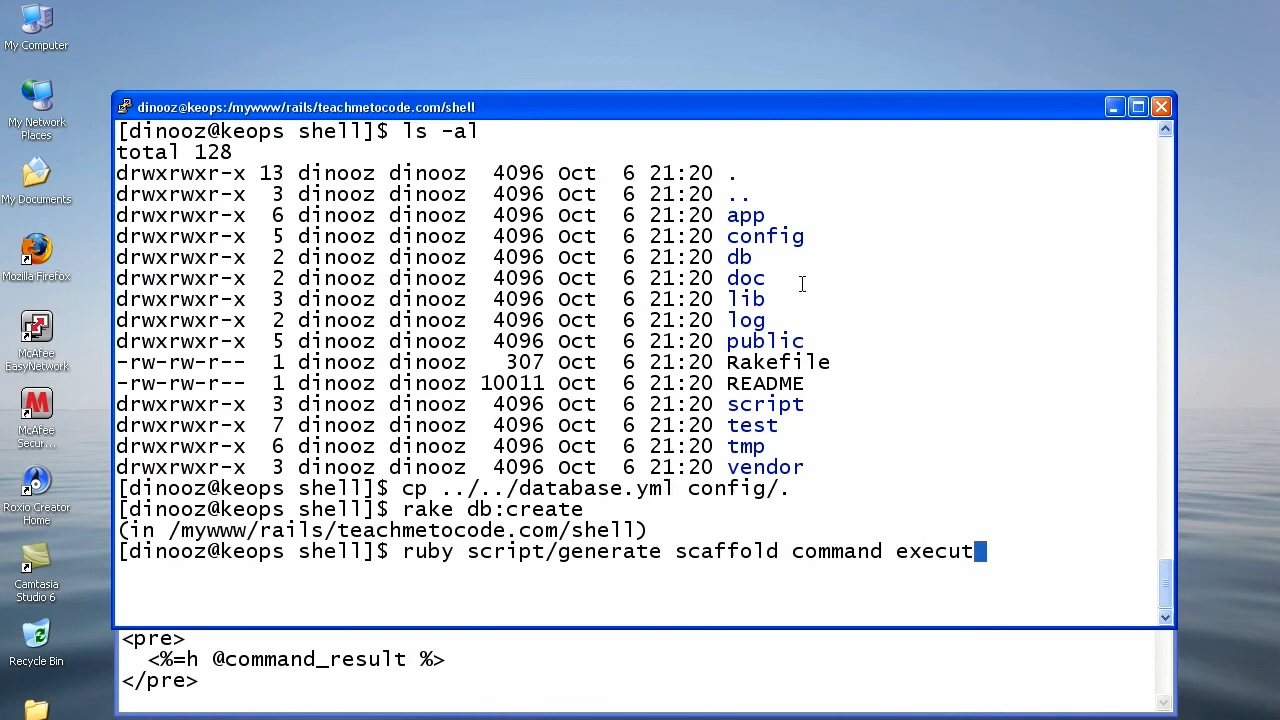 My Computer
My Network
Places
My Documents
Mozilla Firefox
McAfee
EasyNetwork
McAfee
Secur...
Roxio Creator
Home
Camtasia
Studio 6
Recycle Bin
dinooz@keops:/mywww/rails/teachmetocode.com/shell
[dinooz@keops shell]$ ls -al
total 128
drwxrwxr-x 13 dinooz dinooz  4096 Oct  6 21:20 .
drwxrwxr-x  3 dinooz dinooz  4096 Oct  6 21:20 ..
drwxrwxr-x  6 dinooz dinooz  4096 Oct  6 21:20 app
drwxrwxr-x  5 dinooz dinooz  4096 Oct  6 21:20 config
drwxrwxr-x  2 dinooz dinooz  4096 Oct  6 21:20 db
drwxrwxr-x  2 dinooz dinooz  4096 Oct  6 21:20 doc
drwxrwxr-x  3 dinooz dinooz  4096 Oct  6 21:20 lib
drwxrwxr-x  2 dinooz dinooz  4096 Oct  6 21:20 log
drwxrwxr-x  5 dinooz dinooz  4096 Oct  6 21:20 public
-rw-rw-r--  1 dinooz dinooz   307 Oct  6 21:20 Rakefile
-rw-rw-r--  1 dinooz dinooz 10011 Oct  6 21:20 README
drwxrwxr-x  3 dinooz dinooz  4096 Oct  6 21:20 script
drwxrwxr-x  7 dinooz dinooz  4096 Oct  6 21:20 test
drwxrwxr-x  6 dinooz dinooz  4096 Oct  6 21:20 tmp
drwxrwxr-x  3 dinooz dinooz  4096 Oct  6 21:20 vendor
[dinooz@keops shell]$ cp ../../database.yml config/.
[dinooz@keops shell]$ rake db:create
(in /mywww/rails/teachmetocode.com/shell)
[dinooz@keops shell]$ ruby script/generate scaffold command execut
<pre>
  <%=h @command_result %>
</pre>